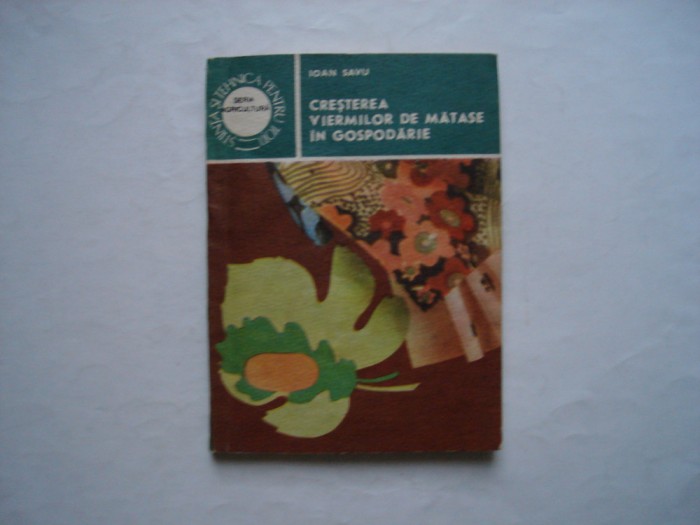 ȘTIINȚA ȘI TEHNICA PENTRU TOȚI
SERIA
AGRICULTURĂ
IOAN SAVU
CREȘTEREA
VIERMILOR DE MĂTASE
ÎN GOSPODĂRIE